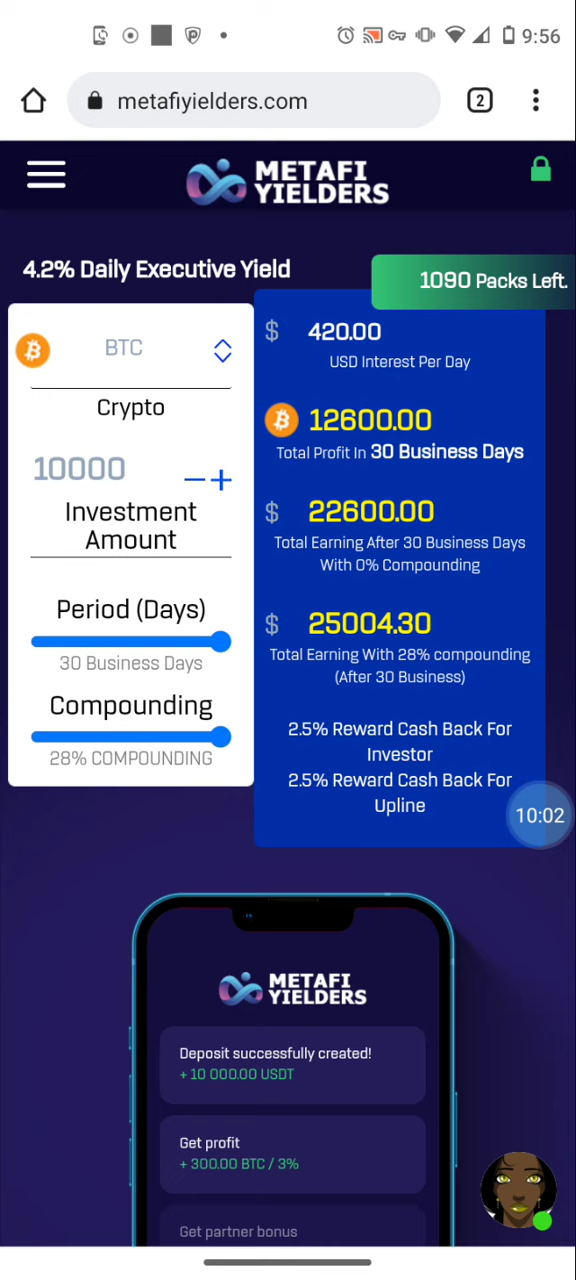 9:56
metafiyielders.com
2
METAFI
YIELDERS
4.2% Daily Executive Yield
1090 Packs Left.
BTC
Crypto
10000
Investment
Amount
Period (Days)
30 Business Days
Compounding
28% COMPOUNDING
$ 420.00
USD Interest Per Day
12600.00
Total Profit In 30 Business Days
$ 22600.00
Total Earning After 30 Business Days
With 0% Compounding
$ 25004.30
Total Earning With 28% compounding
(After 30 Business)
2.5% Reward Cash Back For
Investor
2.5% Reward Cash Back For
Upline
10:02
METAFI
YIELDERS
Deposit successfully created!
+ 10 000.00 USDT
Get profit
+ 300.00 BTC / 3%
Get partner bonus